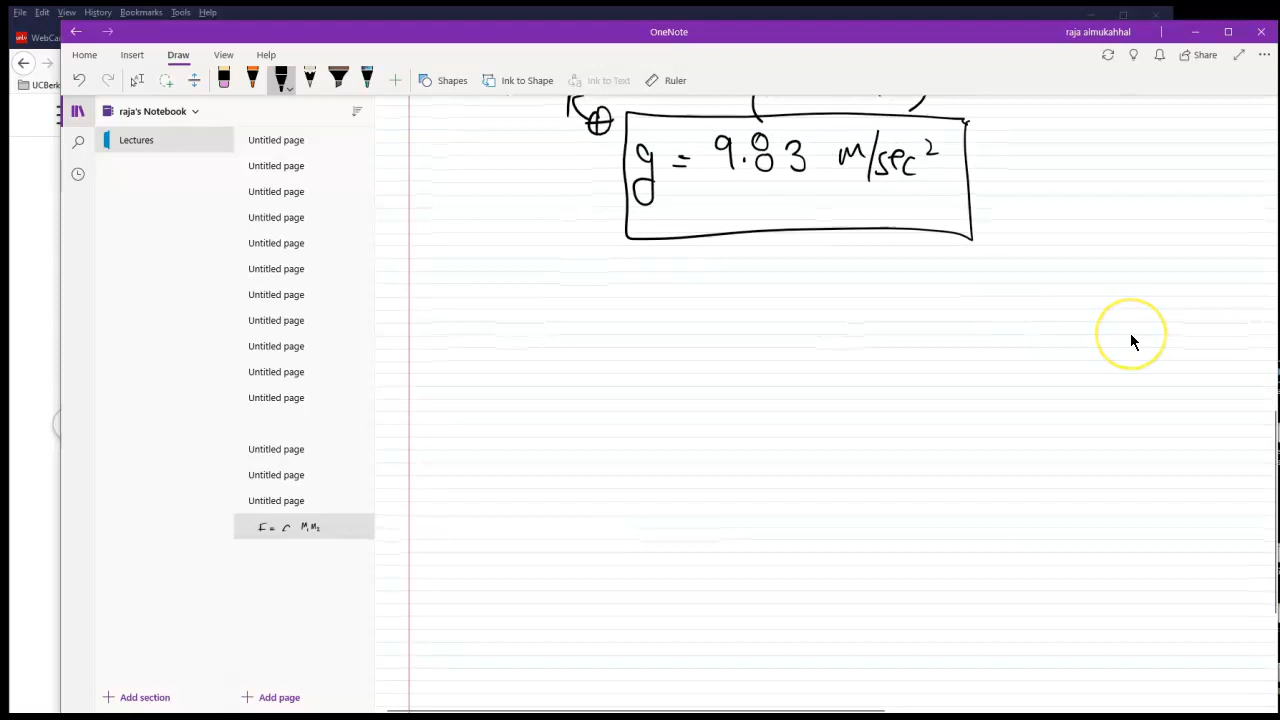 File Edit View History Bookmarks Tools Help
WebCa
UCBerk
OneNote
raja almukahhal
Home Insert Draw View Help
Share
Shapes Ink to Shape Ink to Text Ruler
raja's Notebook
Lectures
Untitled page
Untitled page
Untitled page
Untitled page
Untitled page
Untitled page
Untitled page
Untitled page
Untitled page
Untitled page
Untitled page
Untitled page
Untitled page
Untitled page
F = G M₁M₂
Add section
Add page
g = 9.83 m/sec²